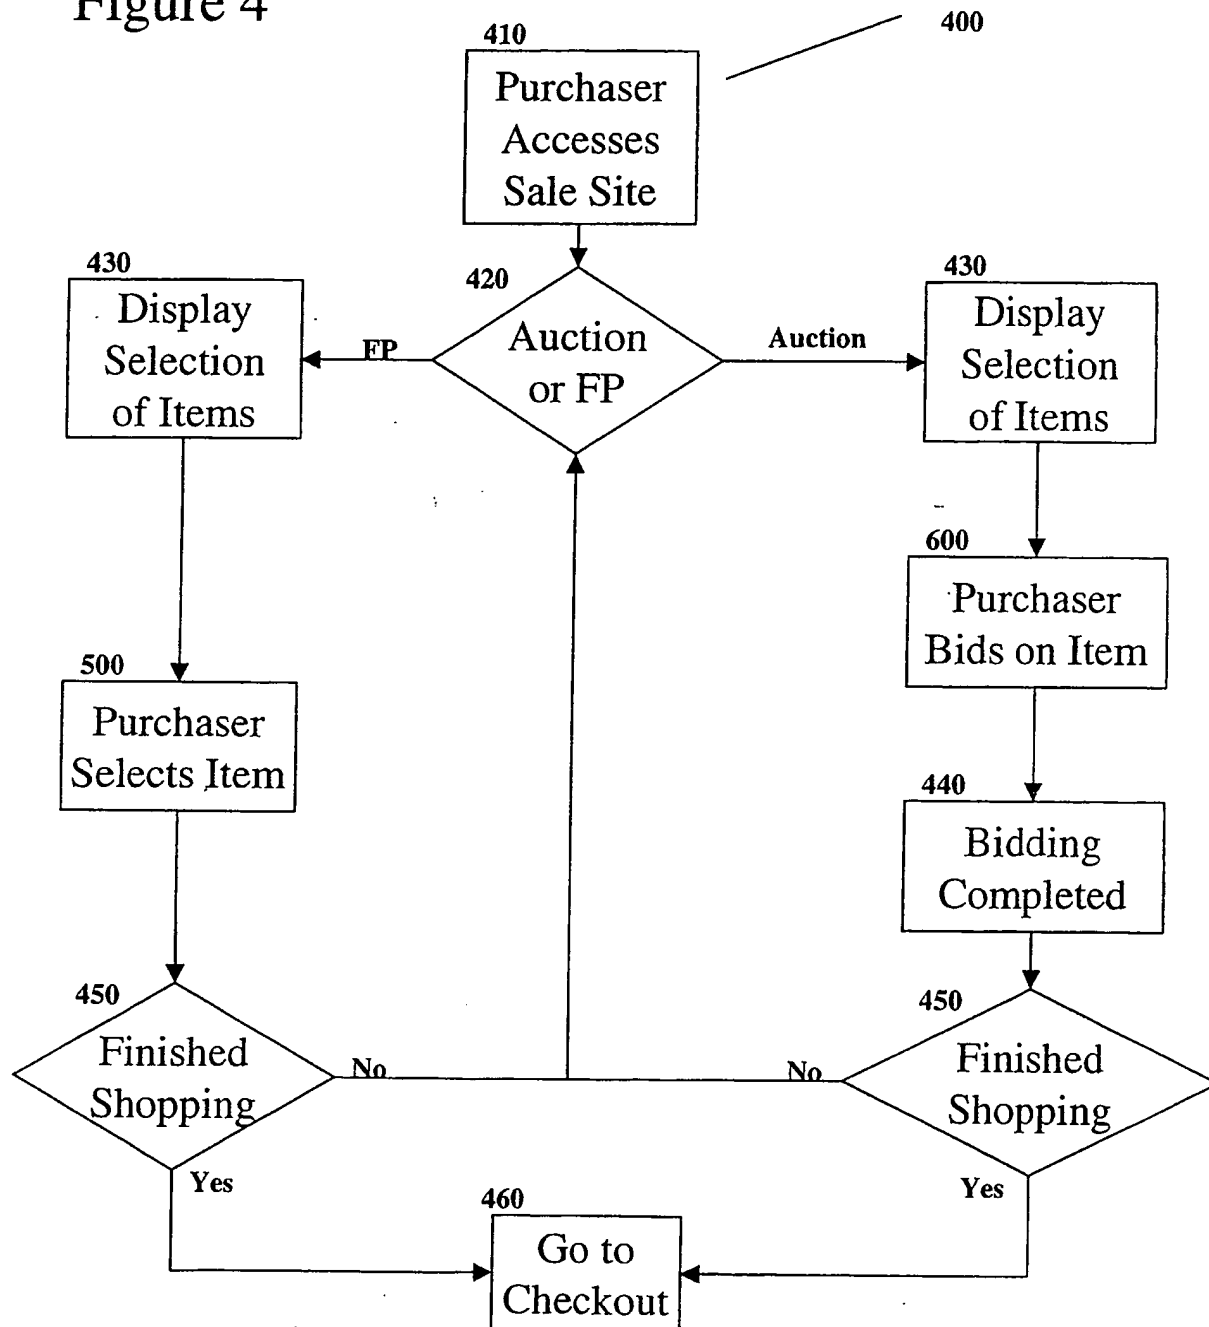 Figure 4
400
410
Purchaser
Accesses
Sale Site
420
Auction
or FP
FP
Auction
430
Display
Selection
of Items
430
Display
Selection
of Items
500
Purchaser
Selects Item
600
Purchaser
Bids on Item
440
Bidding
Completed
450
Finished
Shopping
No
Yes
450
Finished
Shopping
No
Yes
460
Go to
Checkout